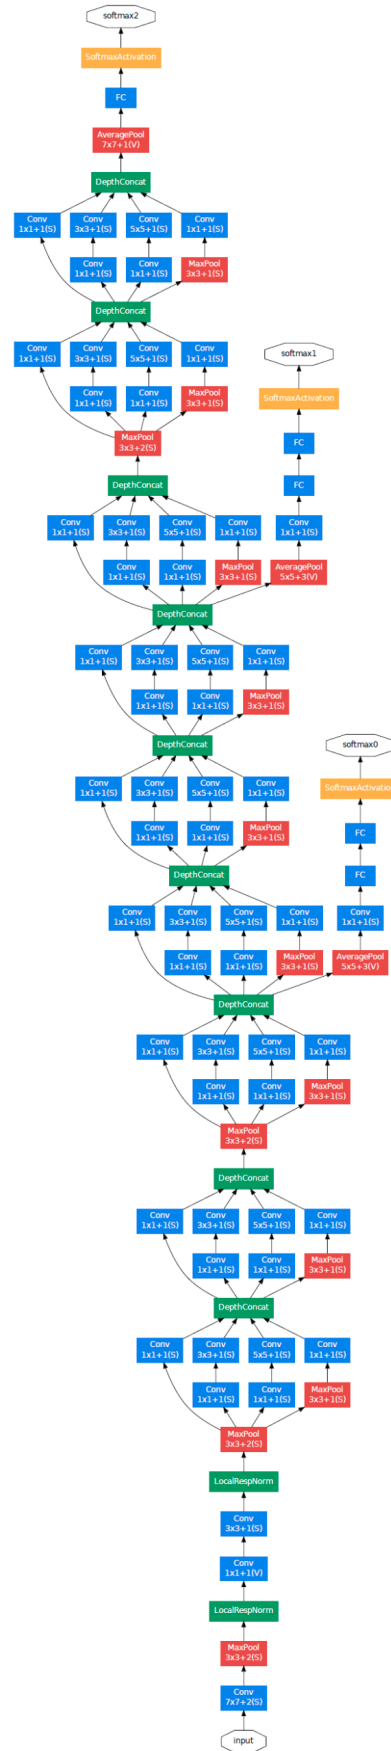 softmax2
SoftmaxActivation
FC
AveragePool
7x7+1(V)
DepthConcat
Conv Conv Conv Conv
1x1+1(S) 3x3+1(S) 5x5+1(S) 1x1+1(S)
Conv Conv MaxPool
1x1+1(S) 1x1+1(S) 3x3+1(S)
DepthConcat
Conv Conv Conv Conv
1x1+1(S) 3x3+1(S) 5x5+1(S) 1x1+1(S)
softmax1
Conv Conv MaxPool
1x1+1(S) 1x1+1(S) 3x3+1(S)
SoftmaxActivation
MaxPool
3x3+2(S)
FC
DepthConcat
FC
Conv Conv Conv Conv Conv
1x1+1(S) 3x3+1(S) 5x5+1(S) 1x1+1(S) 1x1+1(S)
Conv Conv MaxPool AveragePool
1x1+1(S) 1x1+1(S) 3x3+1(S) 5x5+3(V)
DepthConcat
Conv Conv Conv Conv
1x1+1(S) 3x3+1(S) 5x5+1(S) 1x1+1(S)
Conv Conv MaxPool
1x1+1(S) 1x1+1(S) 3x3+1(S)
DepthConcat
softmax0
Conv Conv Conv Conv
1x1+1(S) 3x3+1(S) 5x5+1(S) 1x1+1(S)
SoftmaxActivation
Conv Conv MaxPool
1x1+1(S) 1x1+1(S) 3x3+1(S)
FC
DepthConcat
FC
Conv Conv Conv Conv Conv
1x1+1(S) 3x3+1(S) 5x5+1(S) 1x1+1(S) 1x1+1(S)
Conv Conv MaxPool AveragePool
1x1+1(S) 1x1+1(S) 3x3+1(S) 5x5+3(V)
DepthConcat
Conv Conv Conv Conv
1x1+1(S) 3x3+1(S) 5x5+1(S) 1x1+1(S)
Conv Conv MaxPool
1x1+1(S) 1x1+1(S) 3x3+1(S)
MaxPool
3x3+2(S)
DepthConcat
Conv Conv Conv Conv
1x1+1(S) 3x3+1(S) 5x5+1(S) 1x1+1(S)
Conv Conv MaxPool
1x1+1(S) 1x1+1(S) 3x3+1(S)
DepthConcat
Conv Conv Conv Conv
1x1+1(S) 3x3+1(S) 5x5+1(S) 1x1+1(S)
Conv Conv MaxPool
1x1+1(S) 1x1+1(S) 3x3+1(S)
MaxPool
3x3+2(S)
LocalRespNorm
Conv
3x3+1(S)
Conv
1x1+1(V)
LocalRespNorm
MaxPool
3x3+2(S)
Conv
7x7+2(S)
input